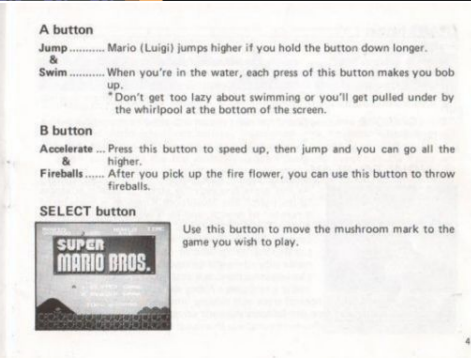 A button
Jump .......... Mario (Luigi) jumps higher if you hold the button down longer.
&
Swim .......... When you're in the water, each press of this button makes you bob
up.
*Don't get too lazy about swimming or you'll get pulled under by
the whirlpool at the bottom of the screen.
B button
Accelerate ... Press this button to speed up, then jump and you can go all the
& higher.
Fireballs ...... After you pick up the fire flower, you can use this button to throw
fireballs.
SELECT button
Use this button to move the mushroom mark to the
game you wish to play.
SUPER
MARIO BROS.
4